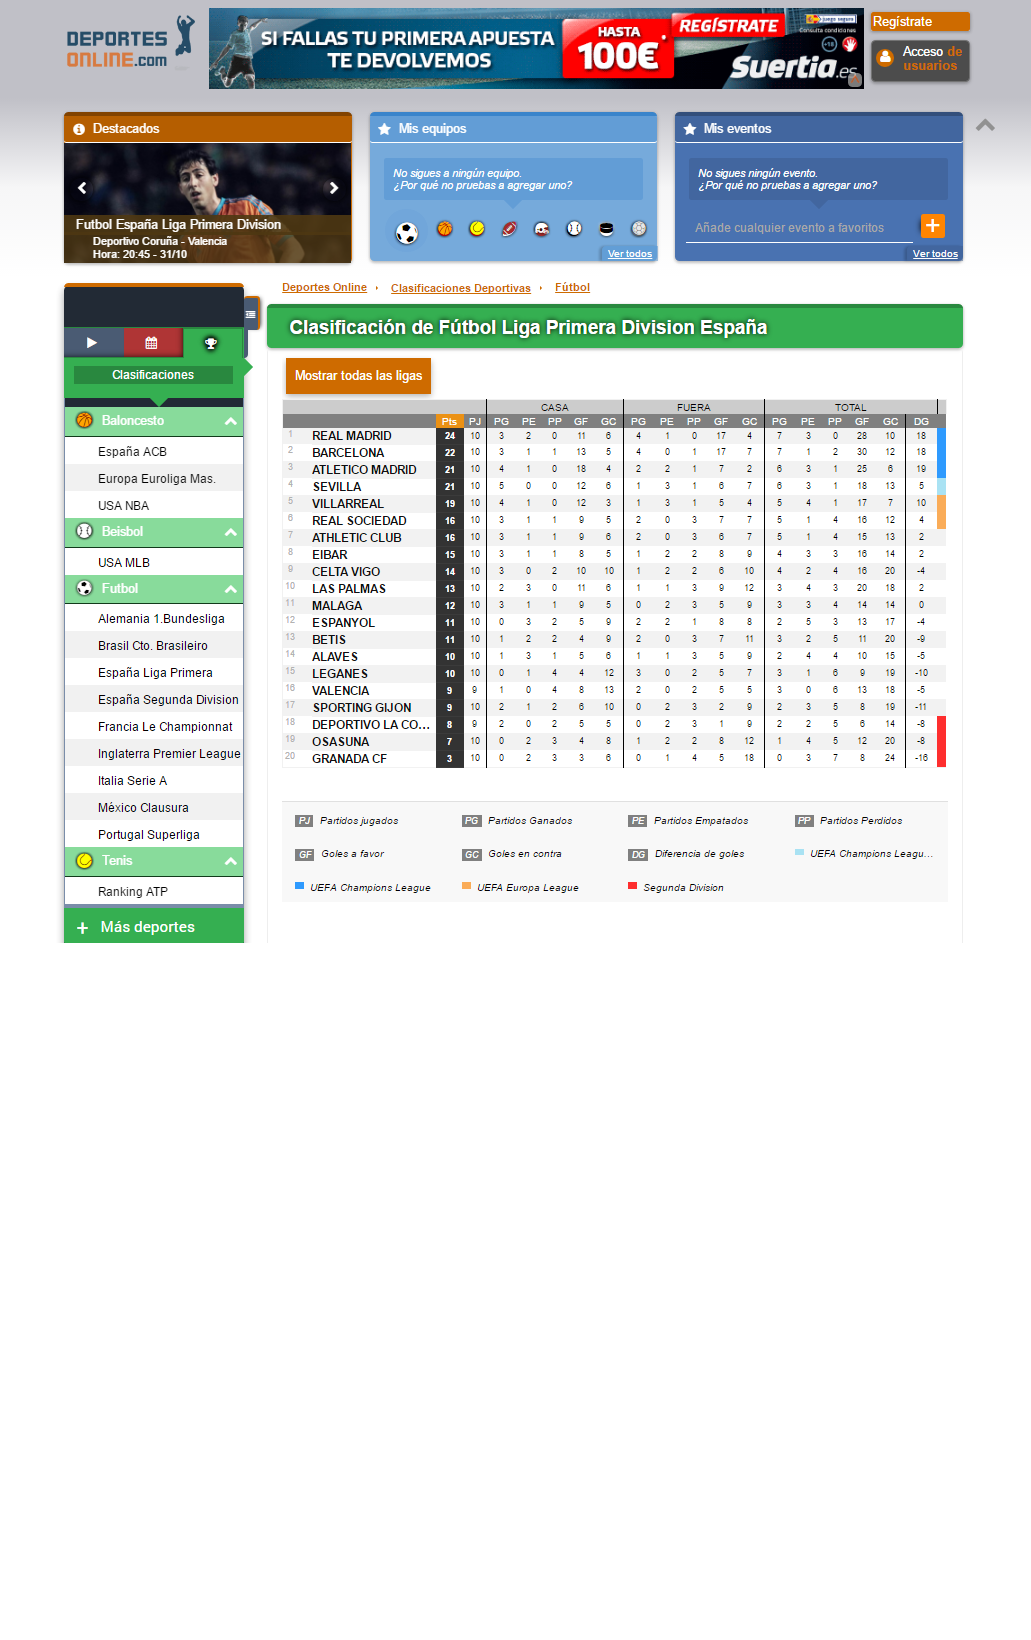 DEPORTES
ONLINE.com
SI FALLAS TU PRIMERA APUESTA
TE DEVOLVEMOS
HASTA
100€*
REGÍSTRATE
juego seguro
Consulta condiciones
+18
Suertia.es
Regístrate
Acceso de
usuarios
Destacados
Futbol España Liga Primera Division
Deportivo Coruña - Valencia
Hora: 20:45 - 31/10
Mis equipos
No sigues a ningún equipo.
¿Por qué no pruebas a agregar uno?
Ver todos
Mis eventos
No sigues ningún evento.
¿Por qué no pruebas a agregar uno?
Añade cualquier evento a favoritos
Ver todos
Clasificaciones
Baloncesto
España ACB
Europa Euroliga Mas.
USA NBA
Beisbol
USA MLB
Futbol
Alemania 1.Bundesliga
Brasil Cto. Brasileiro
España Liga Primera
España Segunda Division
Francia Le Championnat
Inglaterra Premier League
Italia Serie A
México Clausura
Portugal Superliga
Tenis
Ranking ATP
+ Más deportes
Deportes Online › Clasificaciones Deportivas › Fútbol
Clasificación de Fútbol Liga Primera Division España
Mostrar todas las ligas
CASA FUERA TOTAL
Pts PJ PG PE PP GF GC PG PE PP GF GC PG PE PP GF GC DG
1 REAL MADRID 24 10 3 2 0 11 6 4 1 0 17 4 7 3 0 28 10 18
2 BARCELONA 22 10 3 1 1 13 5 4 0 1 17 7 7 1 2 30 12 18
3 ATLETICO MADRID 21 10 4 1 0 18 4 2 2 1 7 2 6 3 1 25 6 19
4 SEVILLA 21 10 5 0 0 12 6 1 3 1 6 7 6 3 1 18 13 5
5 VILLARREAL 19 10 4 1 0 12 3 1 3 1 5 4 5 4 1 17 7 10
6 REAL SOCIEDAD 16 10 3 1 1 9 5 2 0 3 7 7 5 1 4 16 12 4
7 ATHLETIC CLUB 16 10 3 1 1 9 6 2 0 3 6 7 5 1 4 15 13 2
8 EIBAR 15 10 3 1 1 8 5 1 2 2 8 9 4 3 3 16 14 2
9 CELTA VIGO 14 10 3 0 2 10 10 1 2 2 6 10 4 2 4 16 20 -4
10 LAS PALMAS 13 10 2 3 0 11 6 1 1 3 9 12 3 4 3 20 18 2
11 MALAGA 12 10 3 1 1 9 5 0 2 3 5 9 3 3 4 14 14 0
12 ESPANYOL 11 10 0 3 2 5 9 2 2 1 8 8 2 5 3 13 17 -4
13 BETIS 11 10 1 2 2 4 9 2 0 3 7 11 3 2 5 11 20 -9
14 ALAVES 10 10 1 3 1 5 6 1 1 3 5 9 2 4 4 10 15 -5
15 LEGANES 10 10 0 1 4 4 12 3 0 2 5 7 3 1 6 9 19 -10
16 VALENCIA 9 9 1 0 4 8 13 2 0 2 5 5 3 0 6 13 18 -5
17 SPORTING GIJON 9 10 2 1 2 6 10 0 2 3 2 9 2 3 5 8 19 -11
18 DEPORTIVO LA CO... 8 9 2 0 2 5 5 0 2 3 1 9 2 2 5 6 14 -8
19 OSASUNA 7 10 0 2 3 4 8 1 2 2 8 12 1 4 5 12 20 -8
20 GRANADA CF 3 10 0 2 3 3 6 0 1 4 5 18 0 3 7 8 24 -16
PJ Partidos jugados PG Partidos Ganados PE Partidos Empatados PP Partidos Perdidos
GF Goles a favor GC Goles en contra DG Diferencia de goles UEFA Champions Leagu...
UEFA Champions League UEFA Europa League Segunda Division